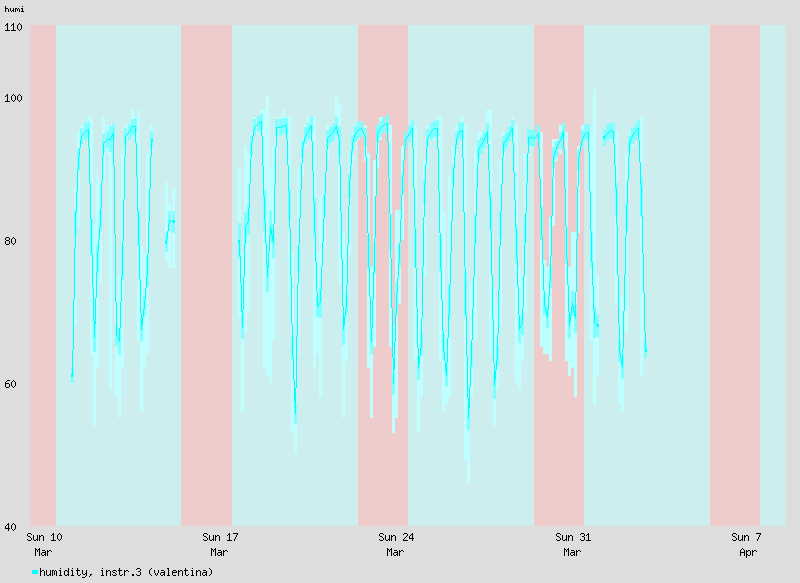 humi
110
100
80
60
40
Sun 10 Sun 17 Sun 24 Sun 31 Sun 7
Mar Mar Mar Mar Apr
humidity, instr.3 (valentina)